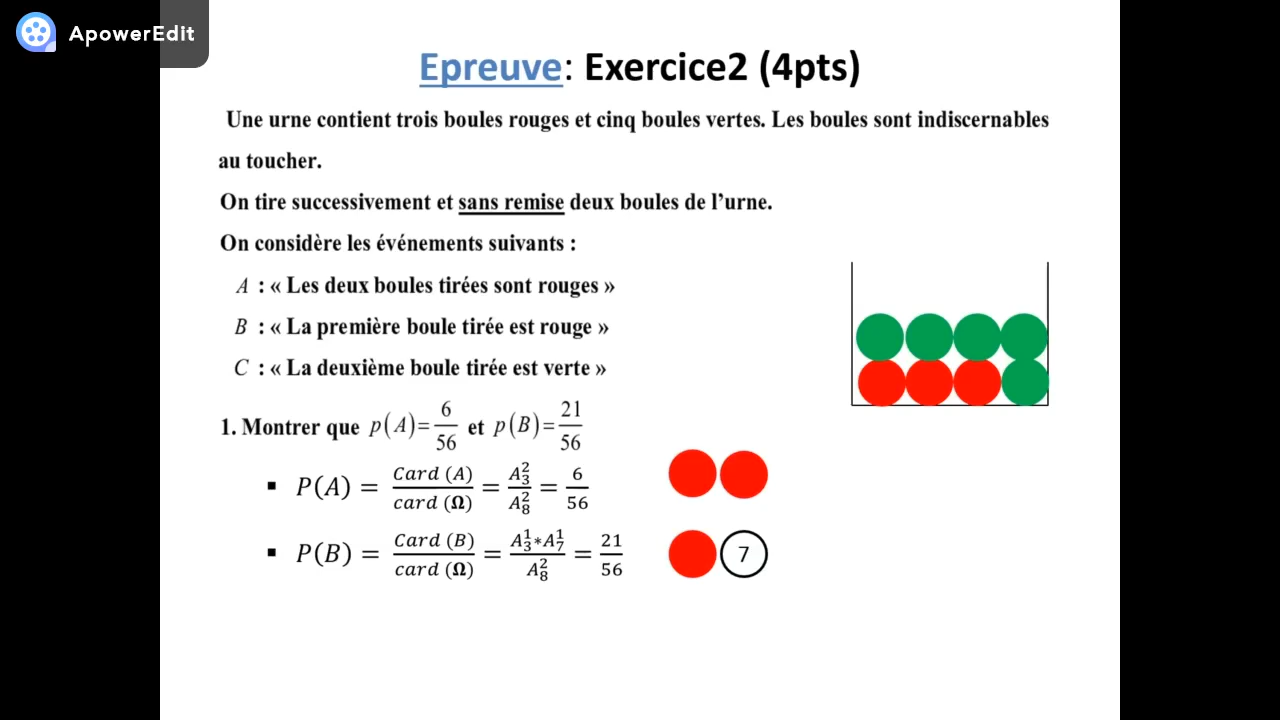 ApowerEdit
Epreuve: Exercice2 (4pts)
Une urne contient trois boules rouges et cinq boules vertes. Les boules sont indiscernables
au toucher.
On tire successivement et sans remise deux boules de l’urne.
On considère les événements suivants :
A : « Les deux boules tirées sont rouges »
B : « La première boule tirée est rouge »
C : « La deuxième boule tirée est verte »
1. Montrer que p(A)=6/56 et p(B)=21/56
▪ P(A) = Card (A)/card (Ω) = A₃²/A₈² = 6/56
▪ P(B) = Card (B)/card (Ω) = A₃¹*A₇¹/A₈² = 21/56
7